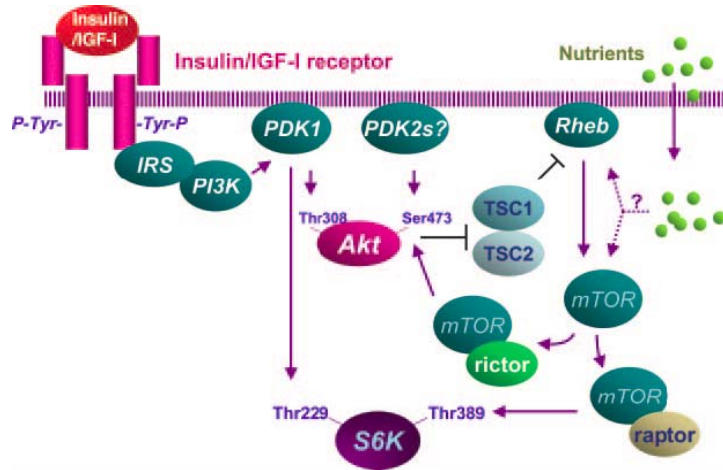 Insulin
/IGF-I
Insulin/IGF-I receptor
Nutrients
P-Tyr-
-Tyr-P
IRS
PI3K
PDK1
PDK2s?
Rheb
Thr308
Ser473
Akt
TSC1
TSC2
?
mTOR
mTOR
rictor
mTOR
raptor
Thr229
Thr389
S6K